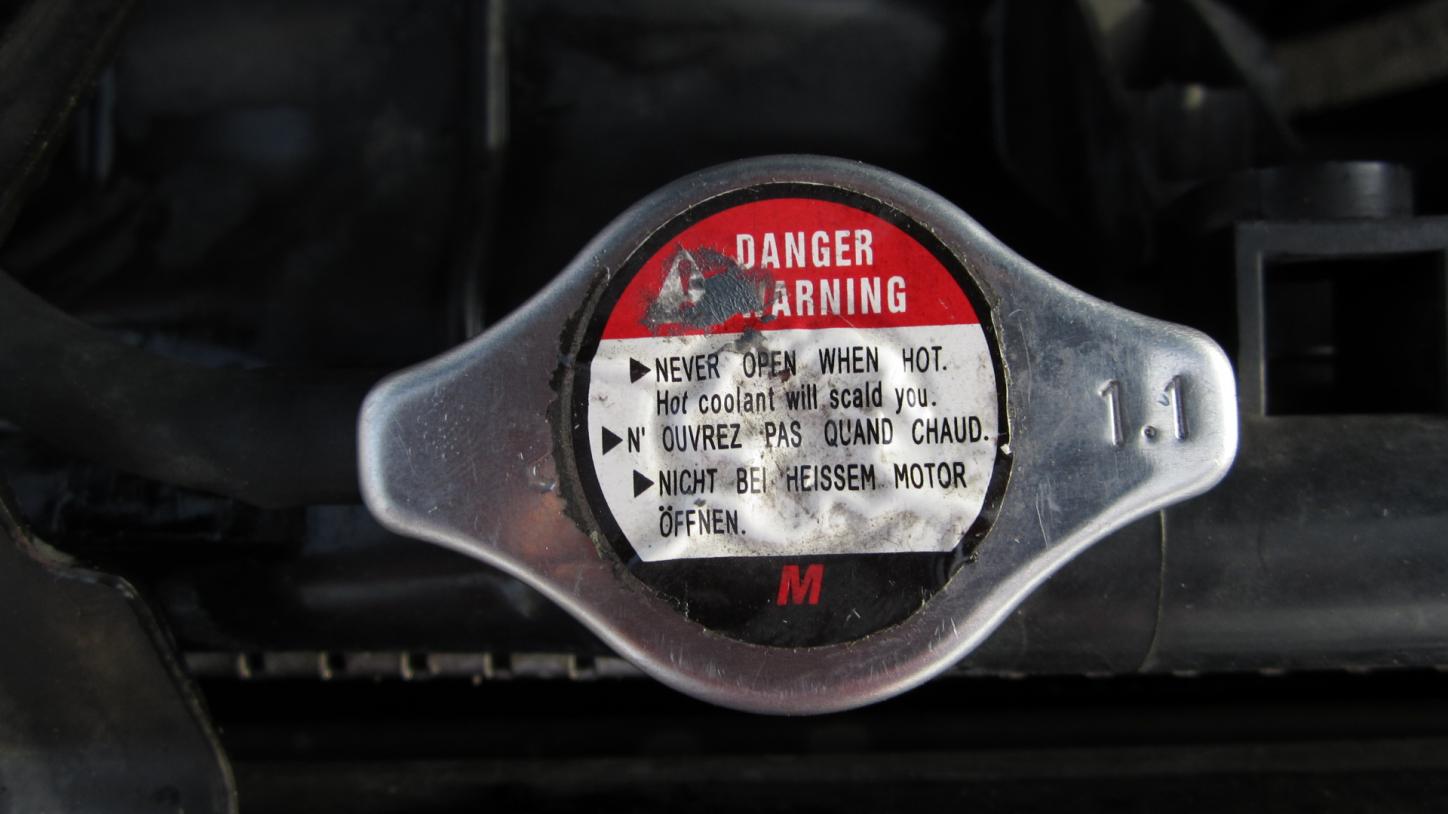 DANGER
WARNING
▶NEVER OPEN WHEN HOT.
Hot coolant will scald you.
▶N' OUVREZ PAS QUAND CHAUD.
▶NICHT BEI HEISSEM MOTOR
ÖFFNEN.
M
1.1